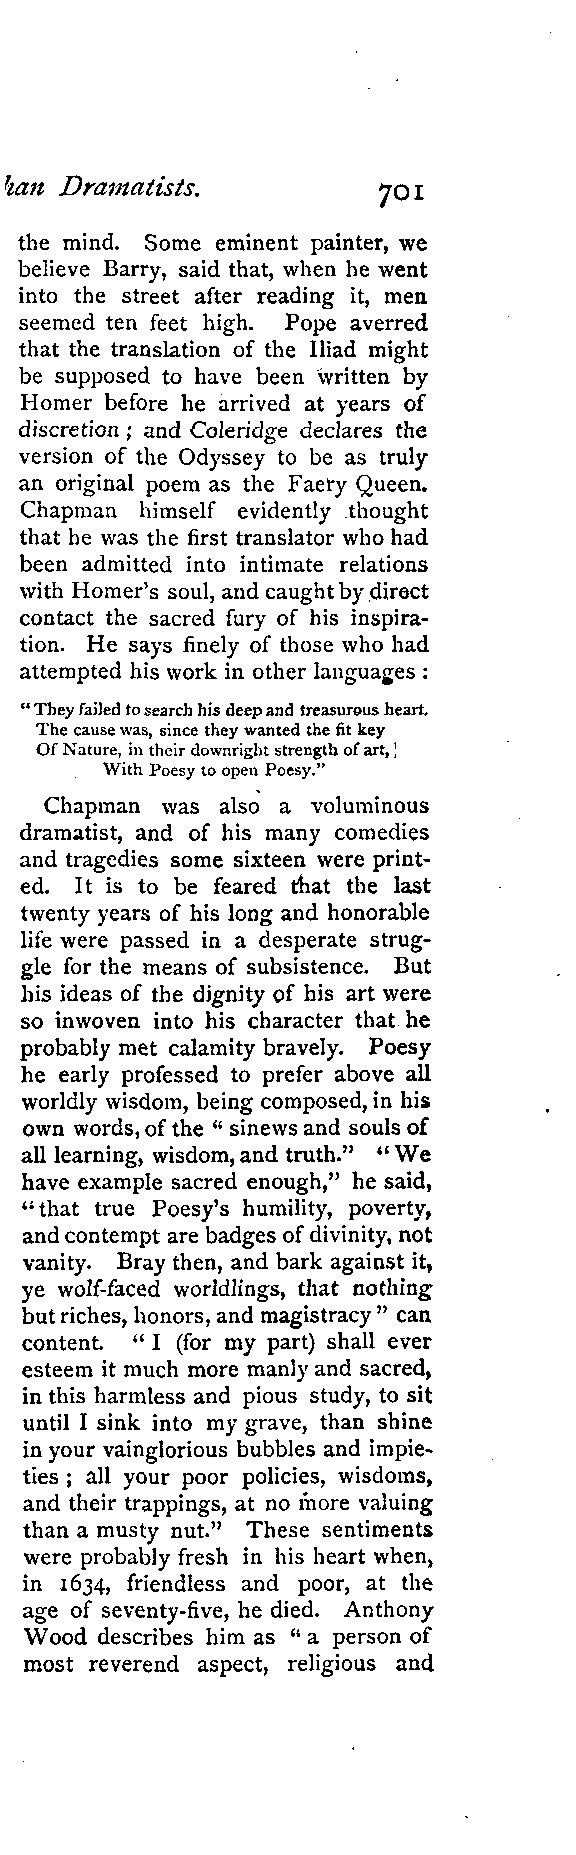 han Dramatists. 701
the mind. Some eminent painter, we
believe Barry, said that, when he went
into the street after reading it, men
seemed ten feet high. Pope averred
that the translation of the Iliad might
be supposed to have been written by
Homer before he arrived at years of
discretion ; and Coleridge declares the
version of the Odyssey to be as truly
an original poem as the Faery Queen.
Chapman himself evidently thought
that he was the first translator who had
been admitted into intimate relations
with Homer's soul, and caught by direct
contact the sacred fury of his inspira-
tion. He says finely of those who had
attempted his work in other languages :
“They failed to search his deep and treasurous heart.
The cause was, since they wanted the fit key
Of Nature, in their downright strength of art,
With Poesy to open Poesy.”
Chapman was also a voluminous
dramatist, and of his many comedies
and tragedies some sixteen were print-
ed. It is to be feared that the last
twenty years of his long and honorable
life were passed in a desperate strug-
gle for the means of subsistence. But
his ideas of the dignity of his art were
so inwoven into his character that he
probably met calamity bravely. Poesy
he early professed to prefer above all
worldly wisdom, being composed, in his
own words, of the “ sinews and souls of
all learning, wisdom, and truth.” “We
have example sacred enough,” he said,
“that true Poesy's humility, poverty,
and contempt are badges of divinity, not
vanity. Bray then, and bark against it,
ye wolf-faced worldlings, that nothing
but riches, honors, and magistracy” can
content. “I (for my part) shall ever
esteem it much more manly and sacred,
in this harmless and pious study, to sit
until I sink into my grave, than shine
in your vainglorious bubbles and impie-
ties ; all your poor policies, wisdoms,
and their trappings, at no more valuing
than a musty nut.” These sentiments
were probably fresh in his heart when,
in 1634, friendless and poor, at the
age of seventy-five, he died. Anthony
Wood describes him as “a person of
most reverend aspect, religious and